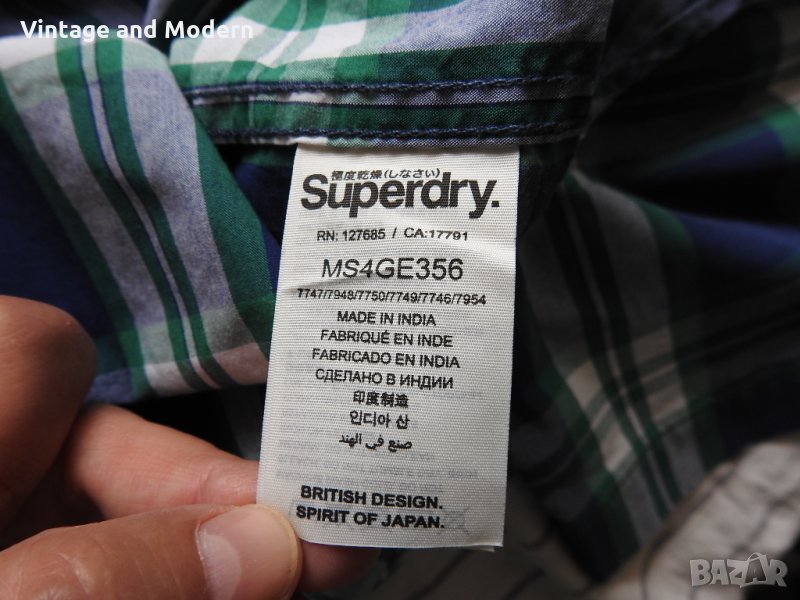 Vintage and Modern
極度乾燥(しなさい)
Superdry.
RN: 127685 / CA:17791
MS4GE356
7747/7948/7750/7749/7746/7954
MADE IN INDIA
FABRIQUÉ EN INDE
FABRICADO EN INDIA
СДЕЛАНО В ИНДИИ
印度制造
인디아 산
صنع في الهند
BRITISH DESIGN.
SPIRIT OF JAPAN.
BAZAR